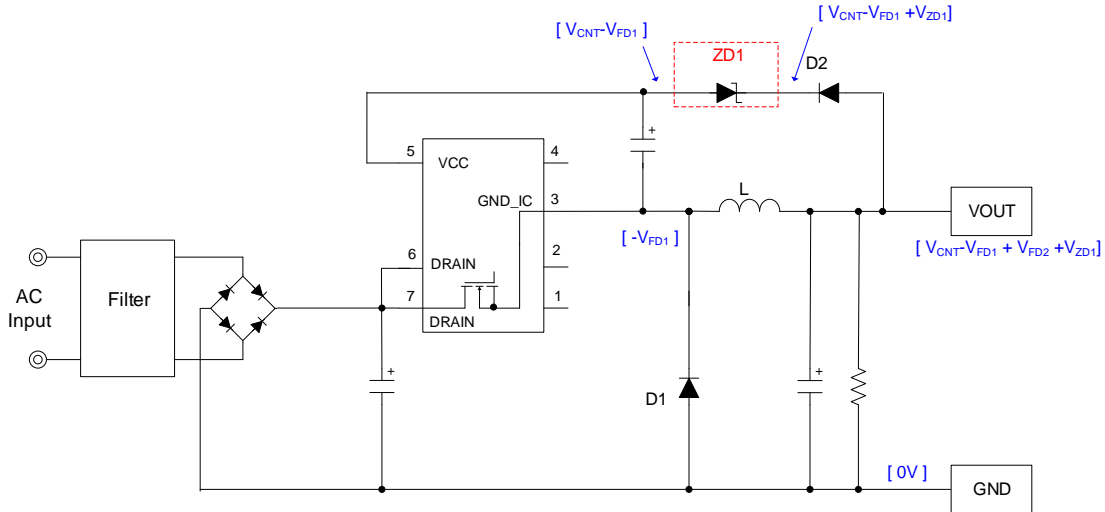 [ VCNT-VFD1 +VZD1]
[ VCNT-VFD1 ]
ZD1
D2
5
VCC
4
GND_IC
3
L
VOUT
[ -VFD1 ]
[ VCNT-VFD1 + VFD2 +VZD1]
6
DRAIN
2
7
DRAIN
1
AC
Input
Filter
+
+
+
D1
[ 0V ]
GND